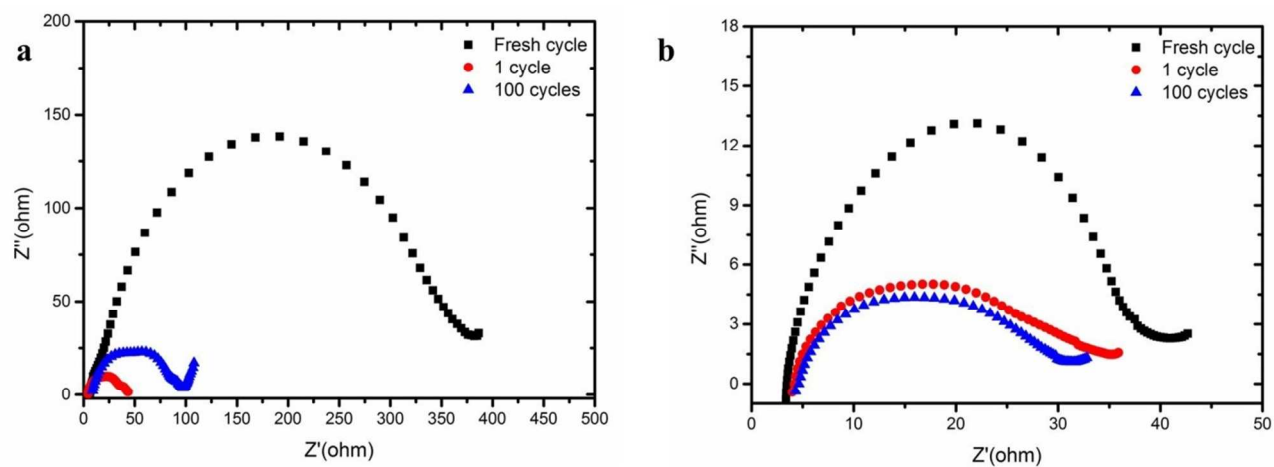 a
200
150
100
50
0
Z''(ohm)
0 50 100 150 200 250 300 350 400 450 500
Z'(ohm)
Fresh cycle
1 cycle
100 cycles
b
18
15
12
9
6
3
0
Z''(ohm)
0 10 20 30 40 50
Z'(ohm)
Fresh cycle
1 cycle
100 cycles